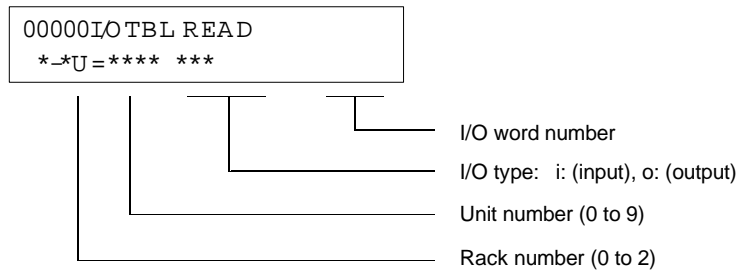 00000I/OTBL READ
*–*U=**** ***
I/O word number
I/O type: i: (input), o: (output)
Unit number (0 to 9)
Rack number (0 to 2)